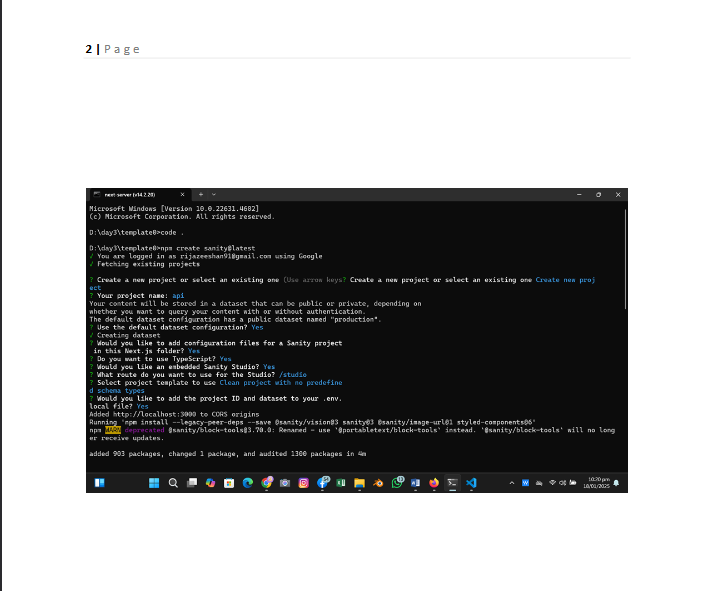 2 | Page
next-server (v14.2.20)
Microsoft Windows [Version 10.0.22631.4602]
(c) Microsoft Corporation. All rights reserved.
D:\day3\template0>code .
D:\day3\template0>npm create sanity@latest
√ You are logged in as rijazeeshan91@gmail.com using Google
√ Fetching existing projects
? Create a new project or select an existing one (Use arrow keys? Create a new project or select an existing one Create new proj
ect
? Your project name: api
Your content will be stored in a dataset that can be public or private, depending on
whether you want to query your content with or without authentication.
The default dataset configuration has a public dataset named "production".
? Use the default dataset configuration? Yes
√ Creating dataset
? Would you like to add configuration files for a Sanity project
in this Next.js folder? Yes
? Do you want to use TypeScript? Yes
? Would you like an embedded Sanity Studio? Yes
? What route do you want to use for the Studio? /studio
? Select project template to use Clean project with no predefine
d schema types
? Would you like to add the project ID and dataset to your .env.
local file? Yes
Added http://localhost:3000 to CORS origins
Running 'npm install --legacy-peer-deps --save @sanity/vision@3 sanity@3 @sanity/image-url@1 styled-components@6'
npm WARN deprecated @sanity/block-tools@3.70.0: Renamed - use `@portabletext/block-tools` instead. `@sanity/block-tools` will no long
er receive updates.
added 903 packages, changed 1 package, and audited 1300 packages in 4m
10:20 pm
18/01/2025